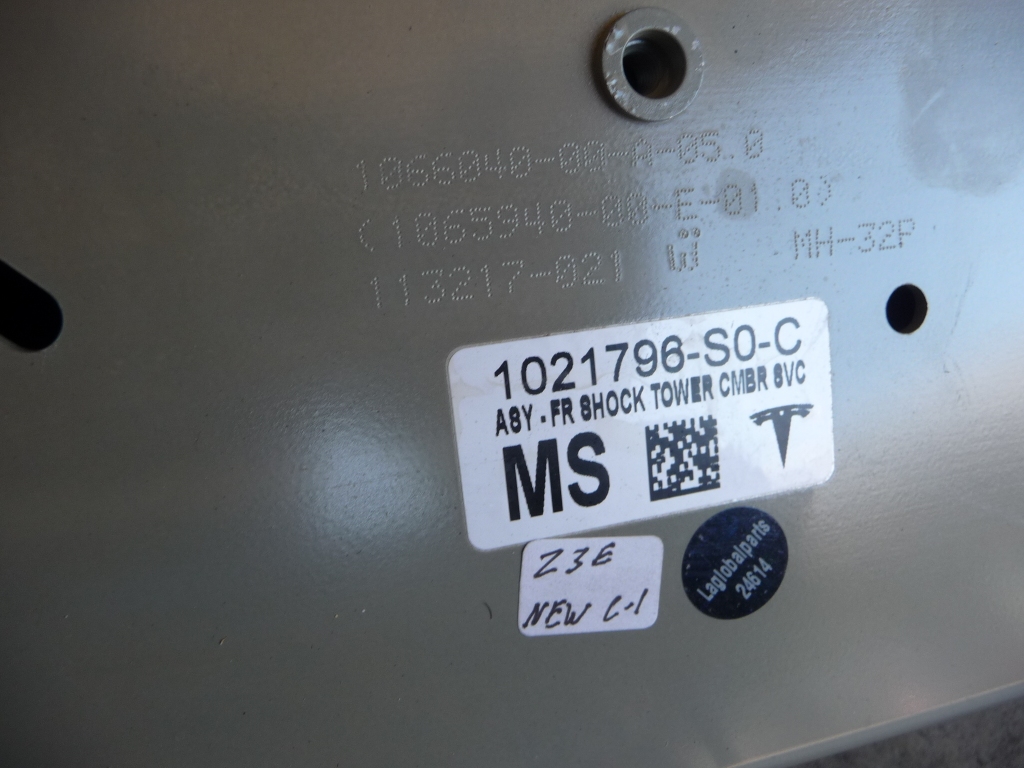 1066040-00-A-05.0
(1065940-00-E-01.0)
113217-021 MH-32P
1021796-S0-C
ASY - FR SHOCK TOWER CMBR SVC
MS
Z3E
NEW C-1
Laglobalparts
24614